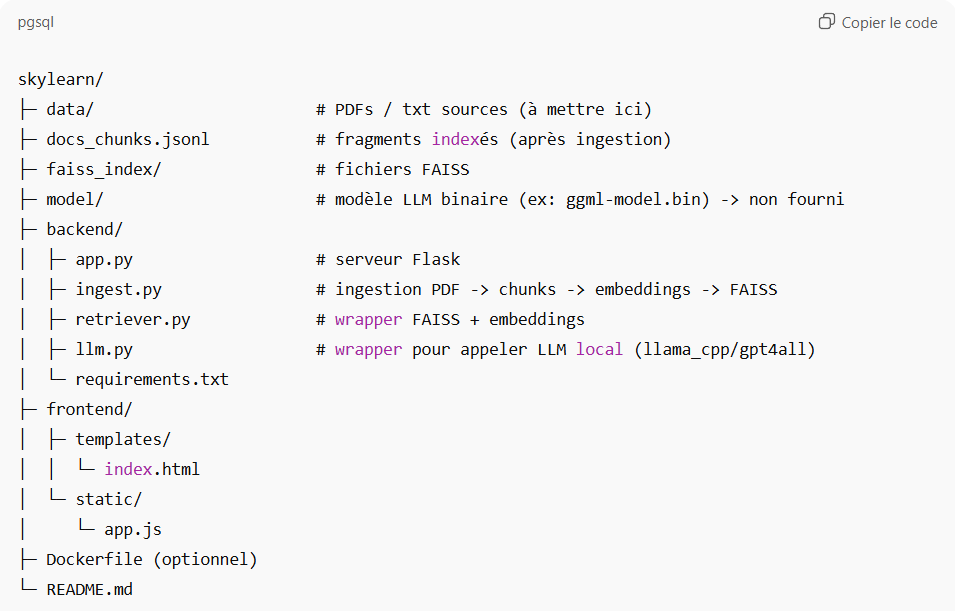 pgsql
Copier le code
skylearn/
├─ data/                       # PDFs / txt sources (à mettre ici)
├─ docs_chunks.jsonl           # fragments indexés (après ingestion)
├─ faiss_index/                # fichiers FAISS
├─ model/                      # modèle LLM binaire (ex: ggml-model.bin) -> non fourni
├─ backend/
│  ├─ app.py                   # serveur Flask
│  ├─ ingest.py                # ingestion PDF -> chunks -> embeddings -> FAISS
│  ├─ retriever.py             # wrapper FAISS + embeddings
│  ├─ llm.py                   # wrapper pour appeler LLM local (llama_cpp/gpt4all)
│  └─ requirements.txt
├─ frontend/
│  ├─ templates/
│  │  └─ index.html
│  └─ static/
│     └─ app.js
├─ Dockerfile (optionnel)
└─ README.md